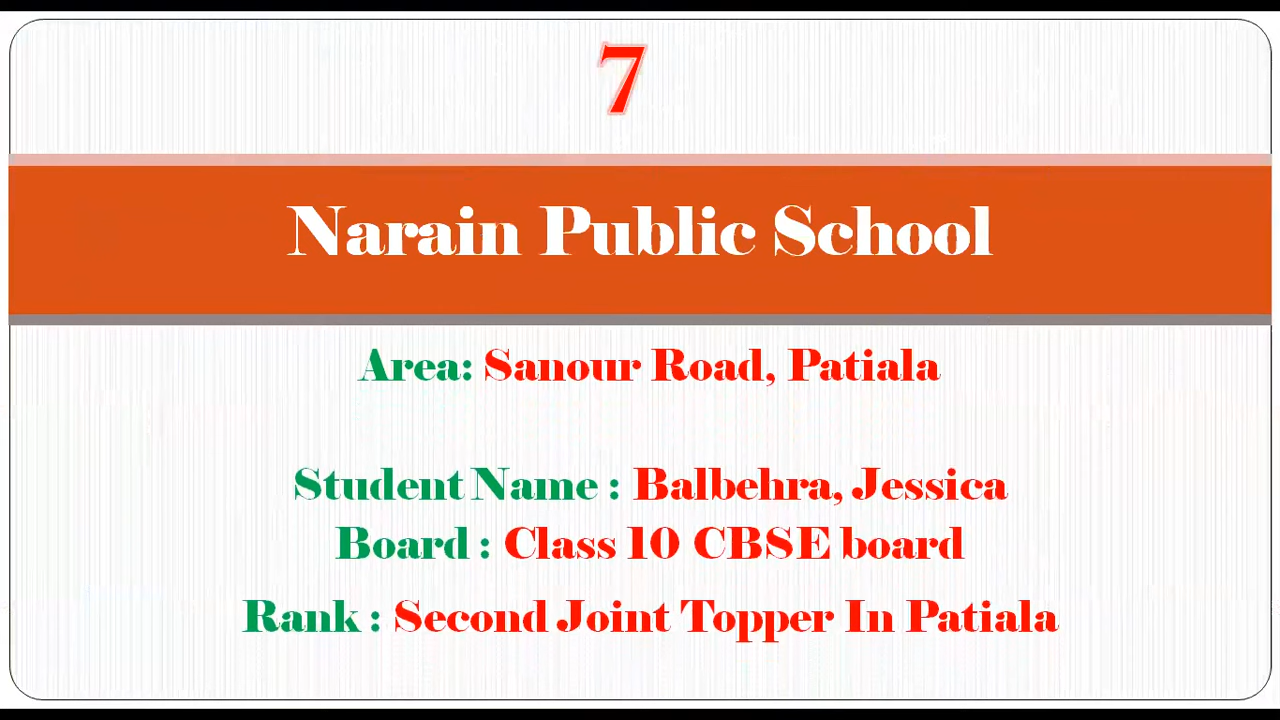 7
Narain Public School
Area: Sanour Road, Patiala
Student Name : Balbehra, Jessica
Board : Class 10 CBSE board
Rank : Second Joint Topper In Patiala